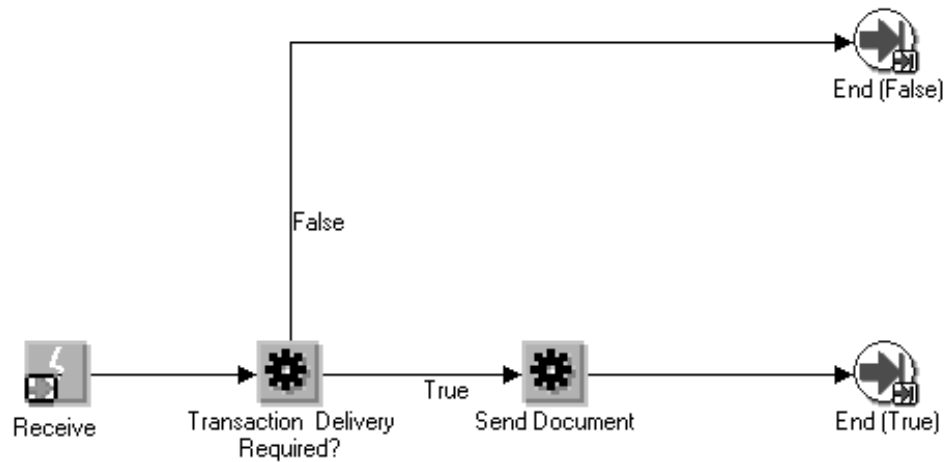 End (False)
False
True
Receive
Transaction Delivery
Required?
Send Document
End (True)